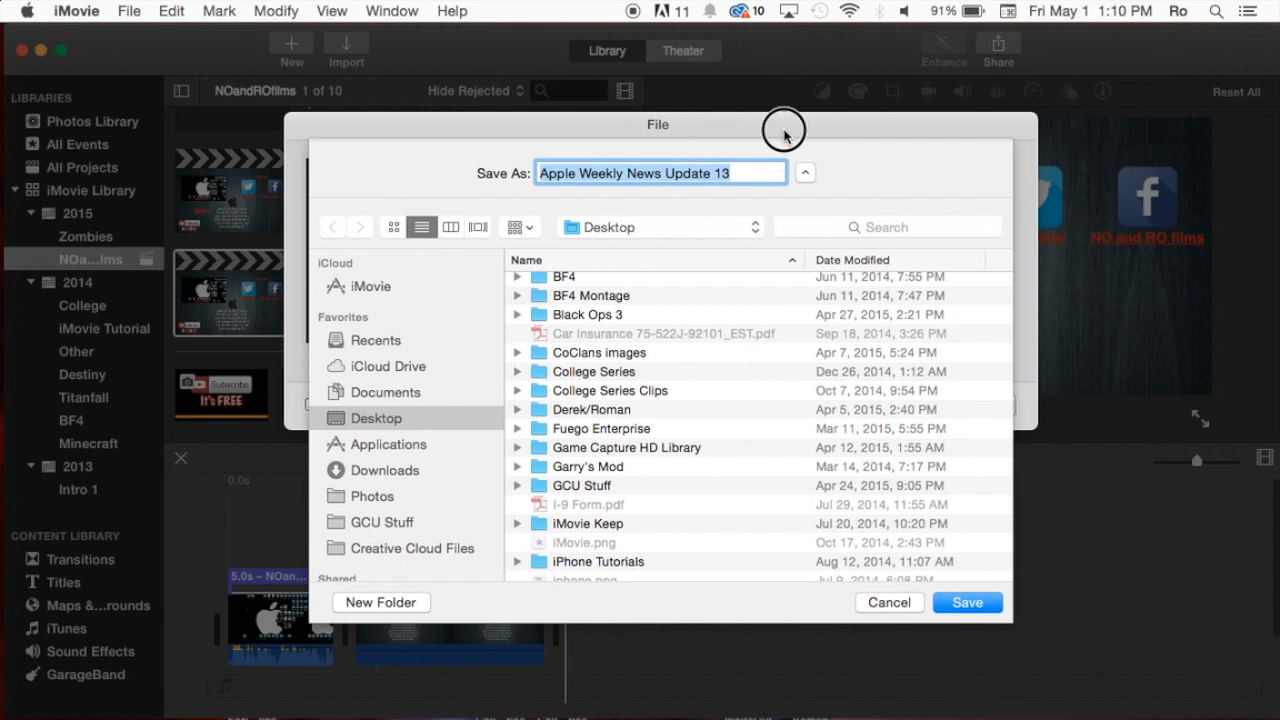 iMovie File Edit Mark Modify View Window Help 11 10 91% Fri May 1 1:10 PM Ro
New Import Library Theater Enhance Share
LIBRARIES NOandROfilms 1 of 10 Hide Rejected Reset All
Photos Library
All Events
All Projects
iMovie Library
2015
Zombies
NOa...lms
2014
College
iMovie Tutorial
Other
Destiny
Titanfall
BF4
Minecraft
2013
Intro 1
CONTENT LIBRARY
Transitions
Titles
Maps &...rounds
iTunes
Sound Effects
GarageBand
Subscribe
It's FREE
0.0s
5.0s – NOan...
NO and RO films
File
Save As: Apple Weekly News Update 13
Desktop Search
iCloud
iMovie
Favorites
Recents
iCloud Drive
Documents
Desktop
Applications
Downloads
Photos
GCU Stuff
Creative Cloud Files
Shared
Name Date Modified
BF4 Jun 11, 2014, 7:55 PM
BF4 Montage Jun 11, 2014, 7:47 PM
Black Ops 3 Apr 27, 2015, 2:21 PM
Car Insurance 75-522J-92101_EST.pdf Sep 18, 2014, 3:26 PM
CoClans images Apr 7, 2015, 5:24 PM
College Series Dec 26, 2014, 1:12 AM
College Series Clips Oct 7, 2014, 9:54 PM
Derek/Roman Apr 5, 2015, 2:40 PM
Fuego Enterprise Mar 11, 2015, 5:55 PM
Game Capture HD Library Apr 12, 2015, 1:55 AM
Garry's Mod Mar 14, 2014, 7:17 PM
GCU Stuff Apr 24, 2015, 9:05 PM
I-9 Form.pdf Jul 29, 2014, 11:55 AM
iMovie Keep Jul 20, 2014, 10:20 PM
iMovie.png Oct 17, 2014, 2:43 PM
iPhone Tutorials Aug 12, 2014, 11:07 AM
iphone.png Jul 9, 2014, 6:08 PM
New Folder Cancel Save